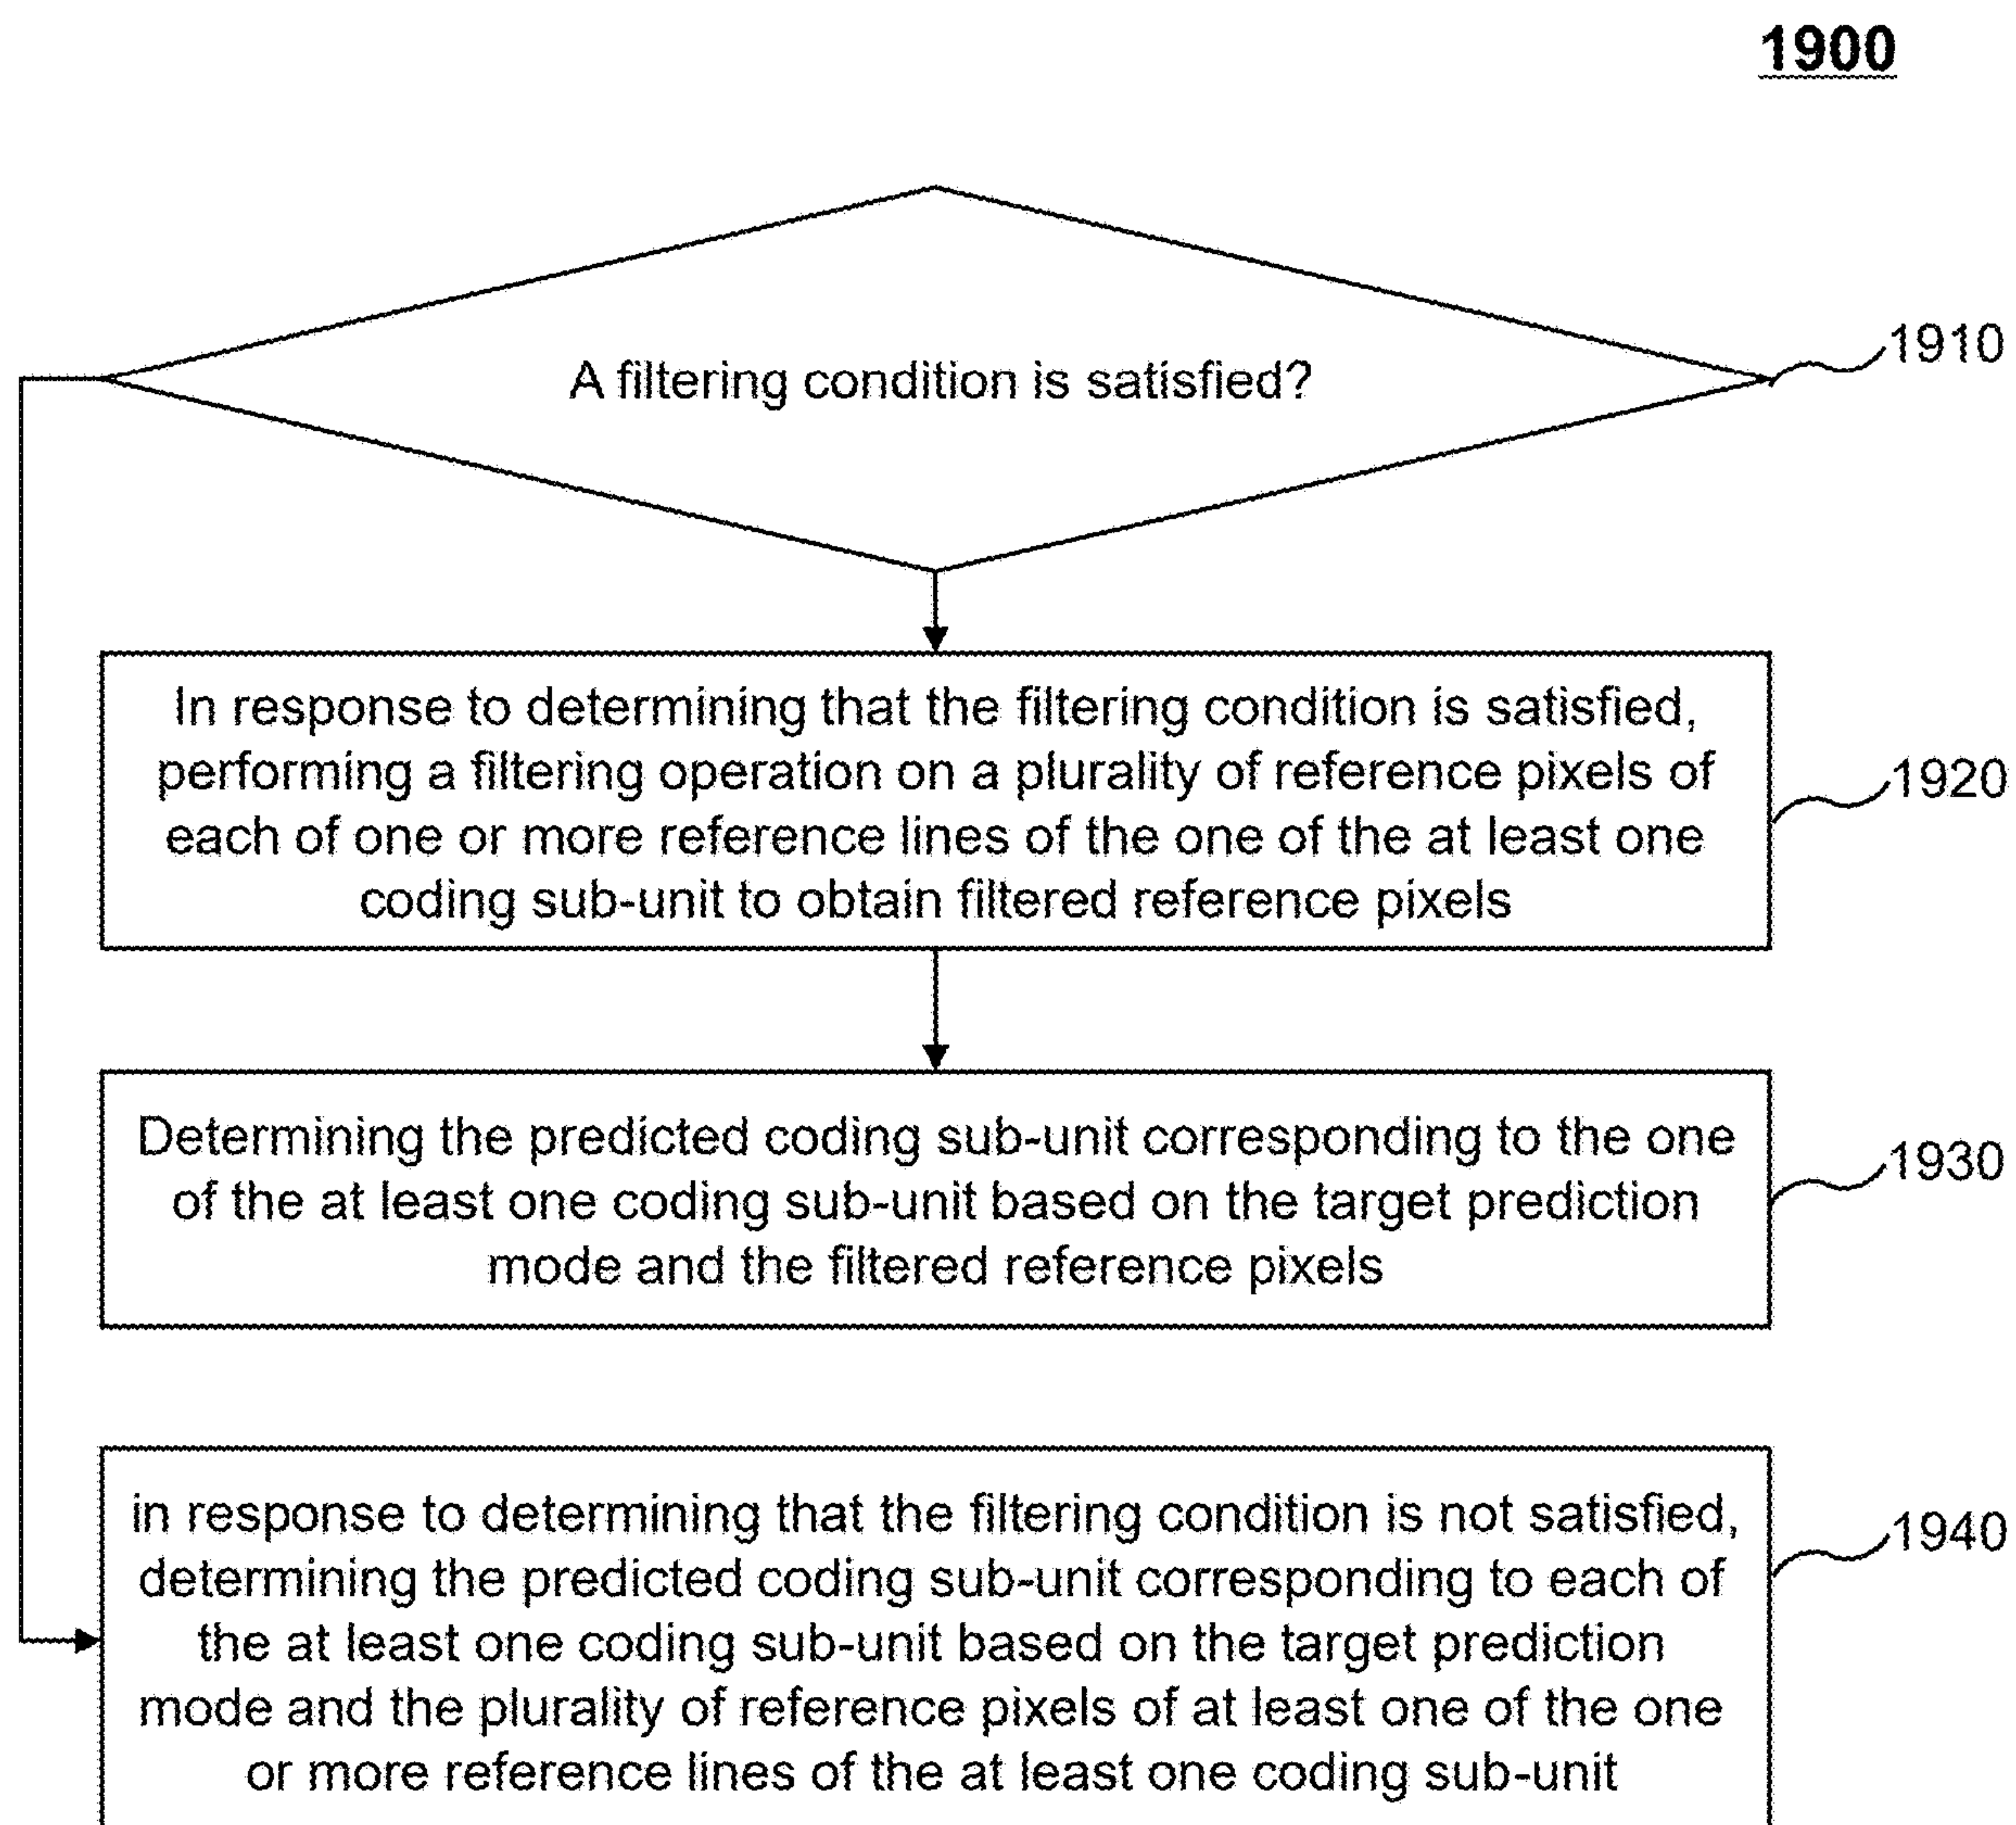 1900
A filtering condition is satisfied?
1910
In response to determining that the filtering condition is satisfied,
performing a filtering operation on a plurality of reference pixels of
each of one or more reference lines of the one of the at least one
coding sub-unit to obtain filtered reference pixels
1920
Determining the predicted coding sub-unit corresponding to the one
of the at least one coding sub-unit based on the target prediction
mode and the filtered reference pixels
1930
in response to determining that the filtering condition is not satisfied,
determining the predicted coding sub-unit corresponding to each of
the at least one coding sub-unit based on the target prediction
mode and the plurality of reference pixels of at least one of the one
or more reference lines of the at least one coding sub-unit
1940